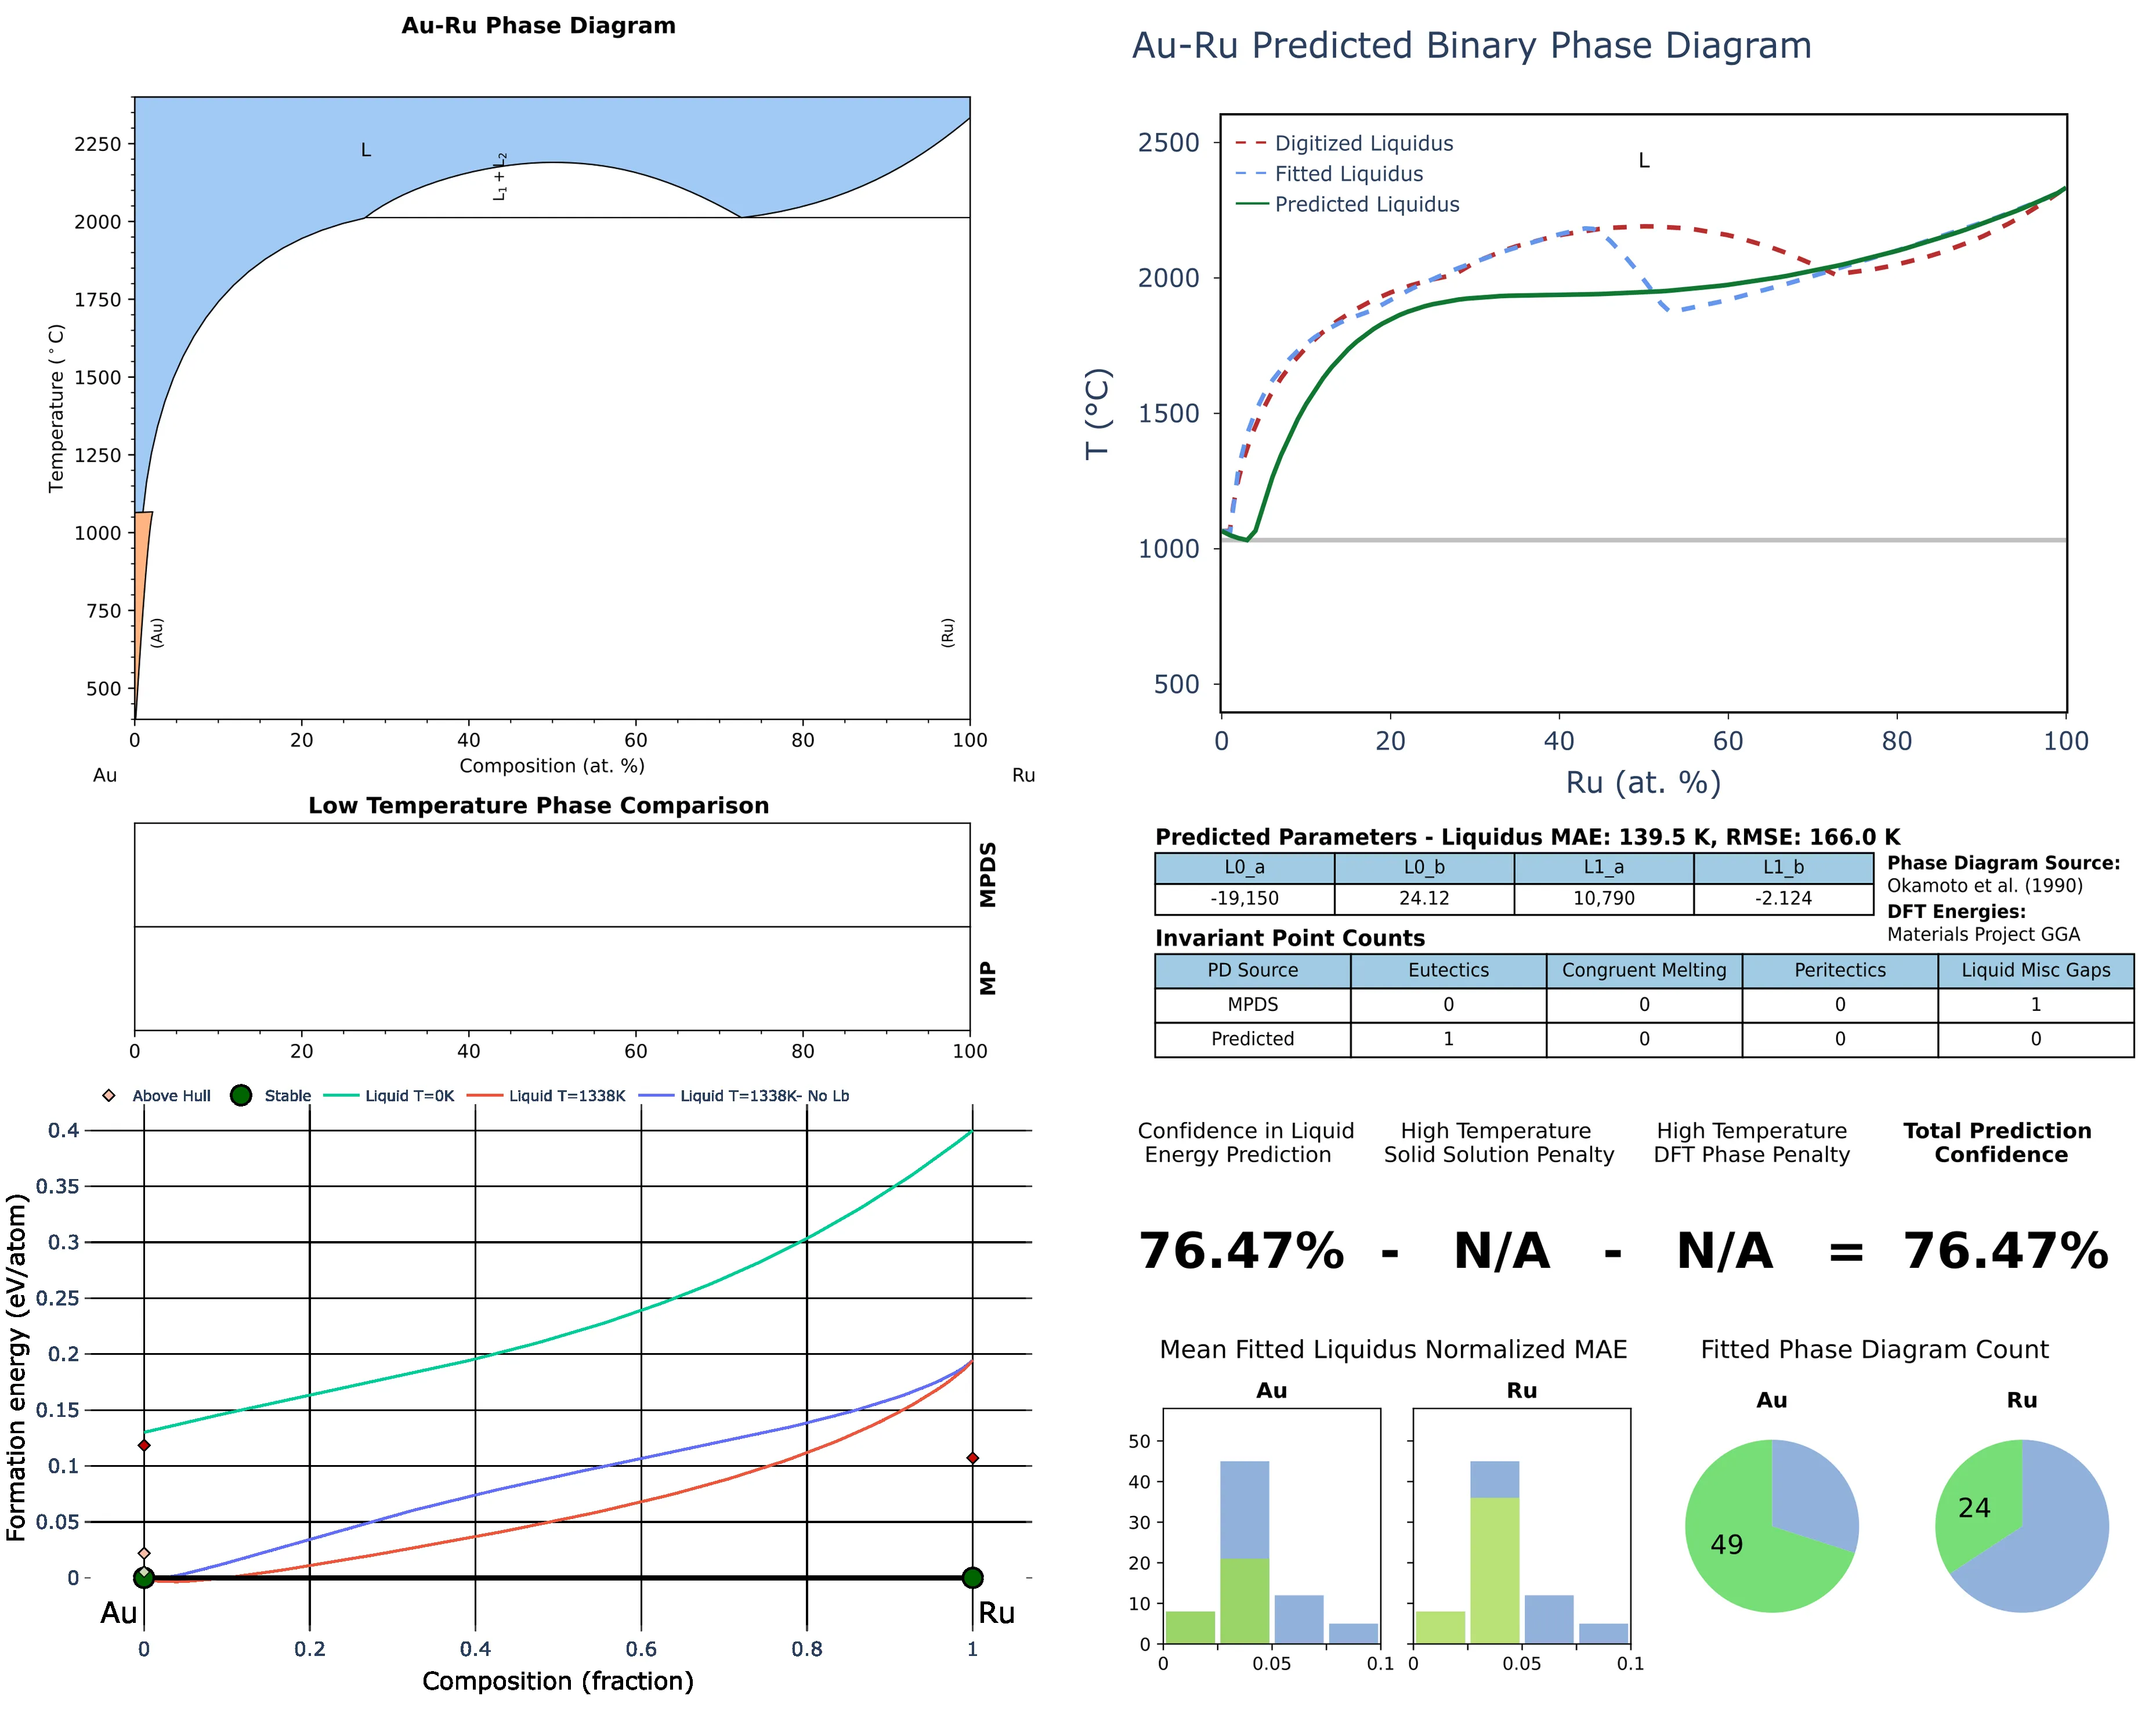 Au-Ru Phase Diagram
L
L₁ + L₂
(Au)
(Ru)
Temperature (°C)
2250
2000
1750
1500
1250
1000
750
500
0 20 40 60 80 100
Composition (at. %)
Au Ru
Low Temperature Phase Comparison
MPDS
MP
0 20 40 60 80 100
Above Hull Stable Liquid T=0K Liquid T=1338K Liquid T=1338K- No Lb
Formation energy (eV/atom)
0.4
0.35
0.3
0.25
0.2
0.15
0.1
0.05
0
Au Ru
0 0.2 0.4 0.6 0.8 1
Composition (fraction)
Au-Ru Predicted Binary Phase Diagram
Digitized Liquidus
Fitted Liquidus
Predicted Liquidus
L
T (°C)
2500
2000
1500
1000
500
0 20 40 60 80 100
Ru (at. %)
Predicted Parameters - Liquidus MAE: 139.5 K, RMSE: 166.0 K
L0_a L0_b L1_a L1_b
-19,150 24.12 10,790 -2.124
Phase Diagram Source:
Okamoto et al. (1990)
DFT Energies:
Materials Project GGA
Invariant Point Counts
PD Source Eutectics Congruent Melting Peritectics Liquid Misc Gaps
MPDS 0 0 0 1
Predicted 1 0 0 0
Confidence in Liquid
Energy Prediction
High Temperature
Solid Solution Penalty
High Temperature
DFT Phase Penalty
Total Prediction
Confidence
76.47% - N/A - N/A = 76.47%
Mean Fitted Liquidus Normalized MAE
Au Ru
50
40
30
20
10
0
0 0.05 0.1 0 0.05 0.1
Fitted Phase Diagram Count
Au Ru
49 24